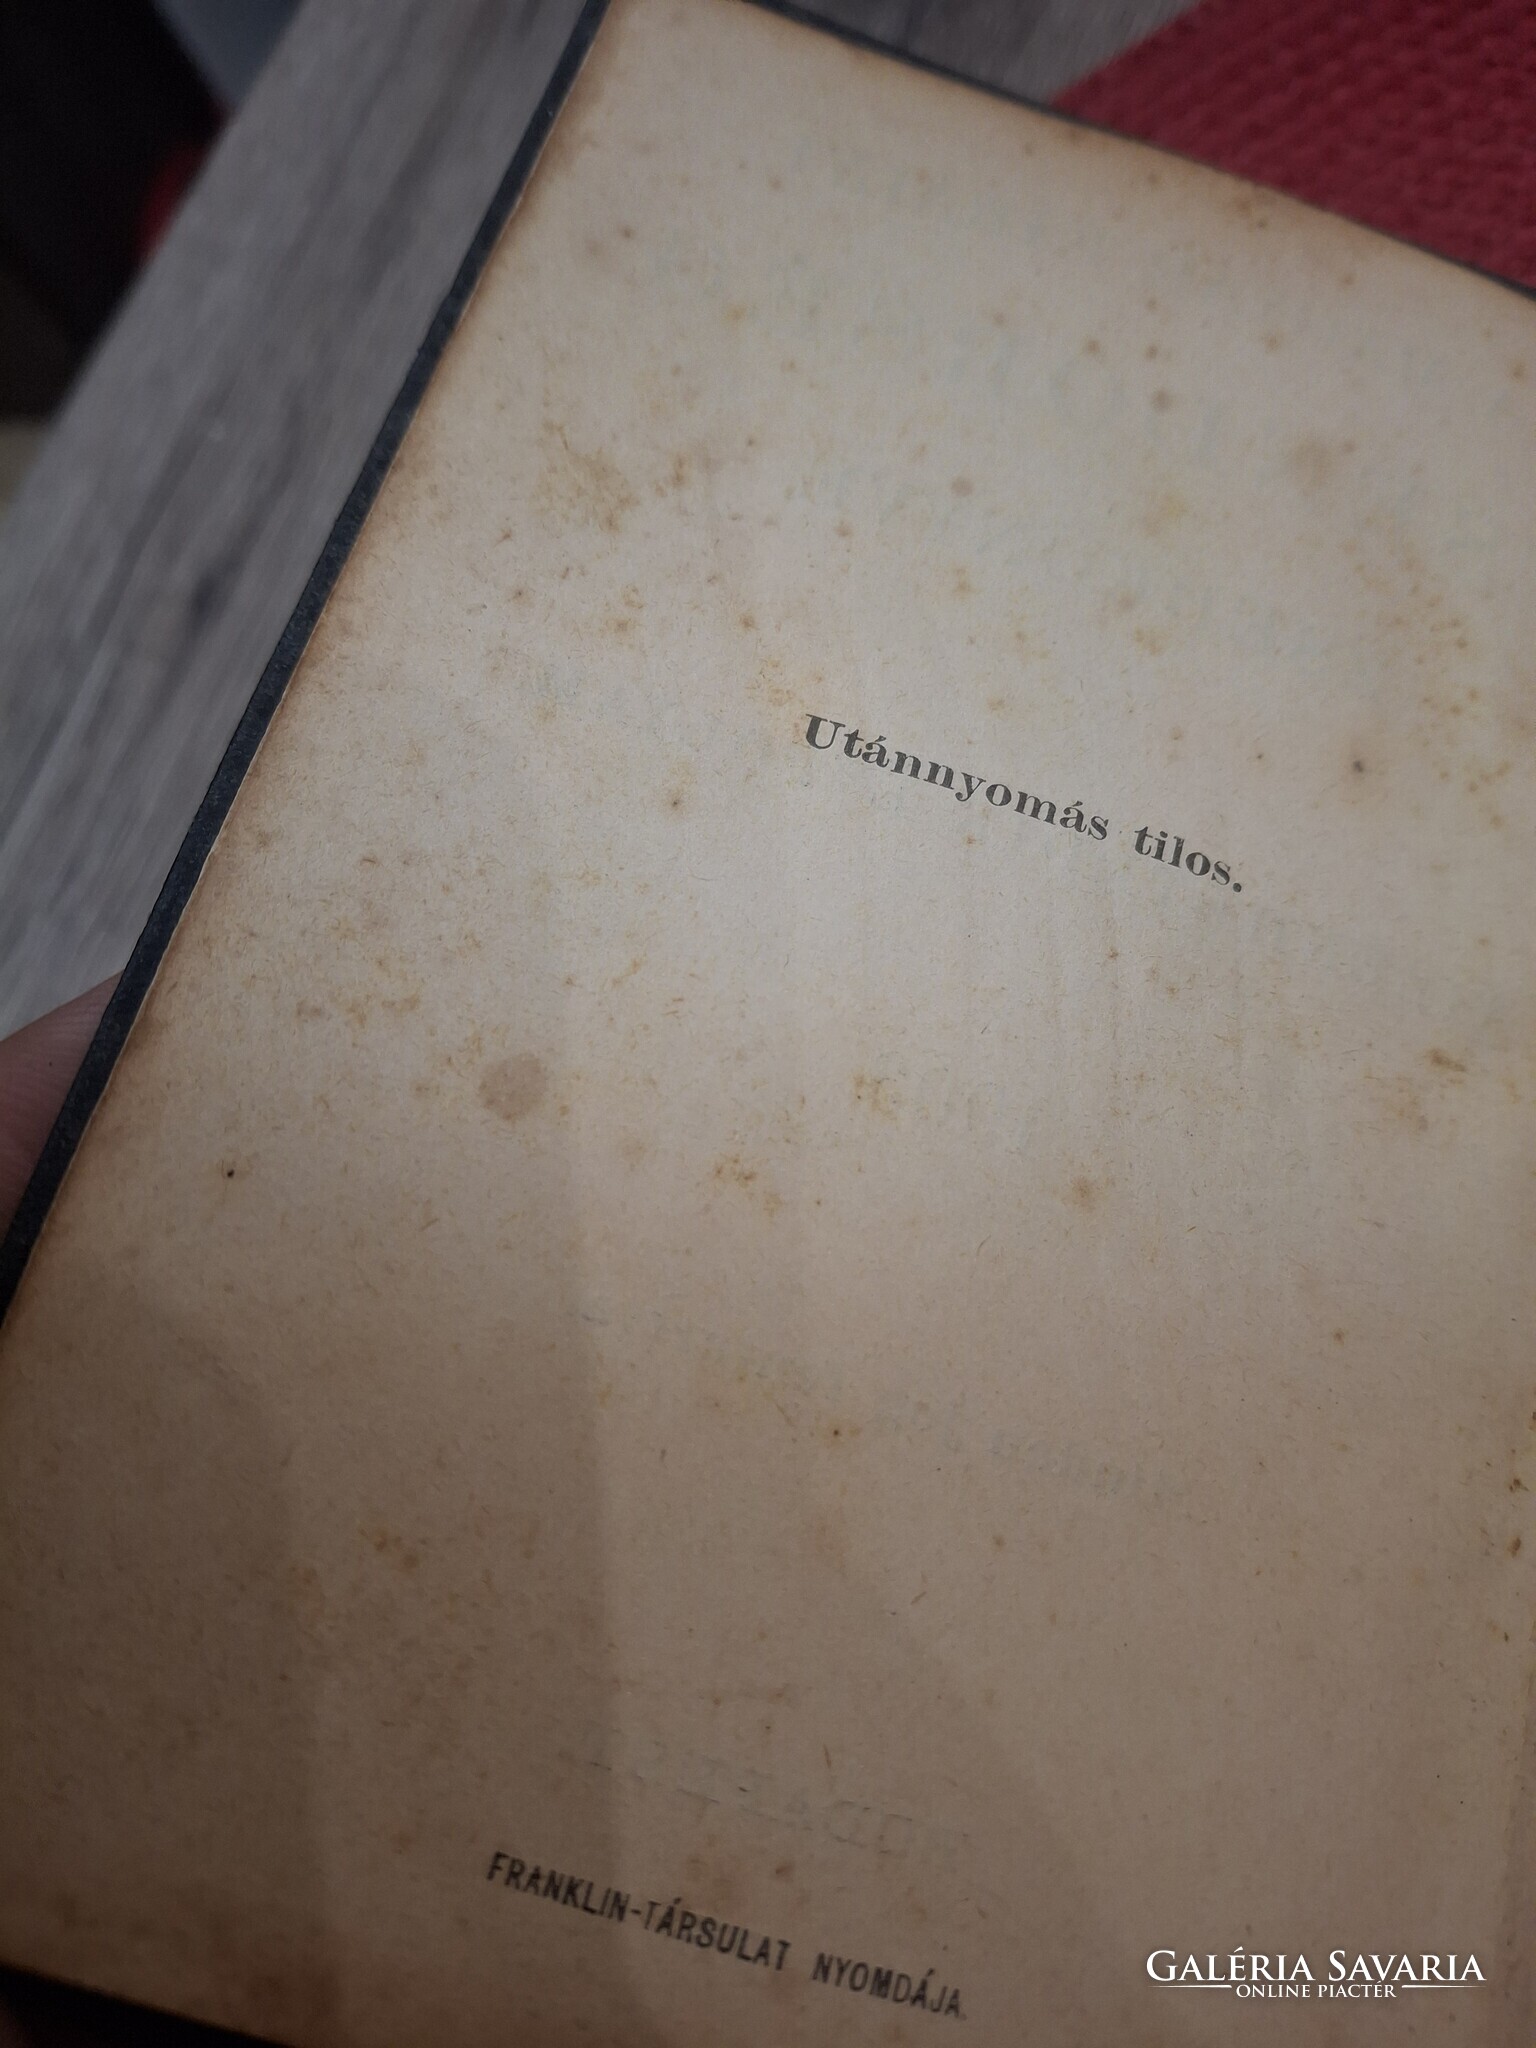 Utánnyomás tilos.
FRANKLIN-TÁRSULAT NYOMDÁJA.
GALÉRIA SAVARIA
ONLINE PIACTÉR